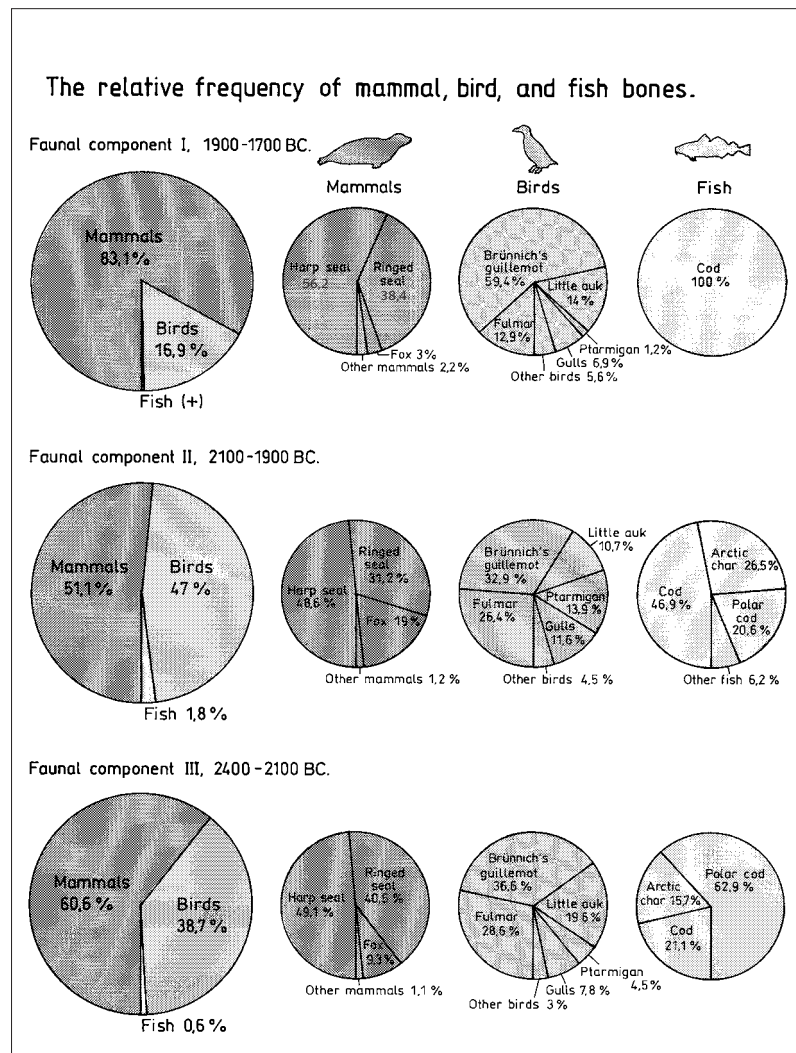 The relative frequency of mammal, bird, and fish bones.
Faunal component I, 1900-1700 BC.
Mammals
Birds
Fish
Mammals
83,1 %
Birds
16,9 %
Fish (+)
Harp seal
56,2
Ringed
seal
38,4
Fox 3%
Other mammals 2,2 %
Brünnich's
guillemot
59,4 %
Little auk
14 %
Fulmar
12,9 %
Ptarmigan 1,2%
Gulls 6,9 %
Other birds 5,6 %
Cod
100 %
Faunal component II, 2100-1900 BC.
Mammals
51,1 %
Birds
47 %
Fish 1,8 %
Harp seal
48,6 %
Ringed
seal
31,2 %
Fox 19 %
Other mammals 1,2 %
Brünnich's
guillemot
32,9 %
Little auk
10,7 %
Fulmar
26,4 %
Ptarmigan
13,9 %
Gulls
11,6 %
Other birds 4,5 %
Cod
46,9 %
Arctic
char 26,5 %
Polar
cod
20,6 %
Other fish 6,2 %
Faunal component III, 2400-2100 BC.
Mammals
60,6 %
Birds
38,7 %
Fish 0,6 %
Harp seal
49,1 %
Ringed
seal
40,5 %
Fox
9,3 %
Other mammals 1,1 %
Brünnich's
guillemot
36,6 %
Little auk
19,6 %
Fulmar
28,6 %
Ptarmigan
4,5 %
Gulls 7,8 %
Other birds 3 %
Polar cod
62,9 %
Arctic
char 15,7%
Cod
21,1 %